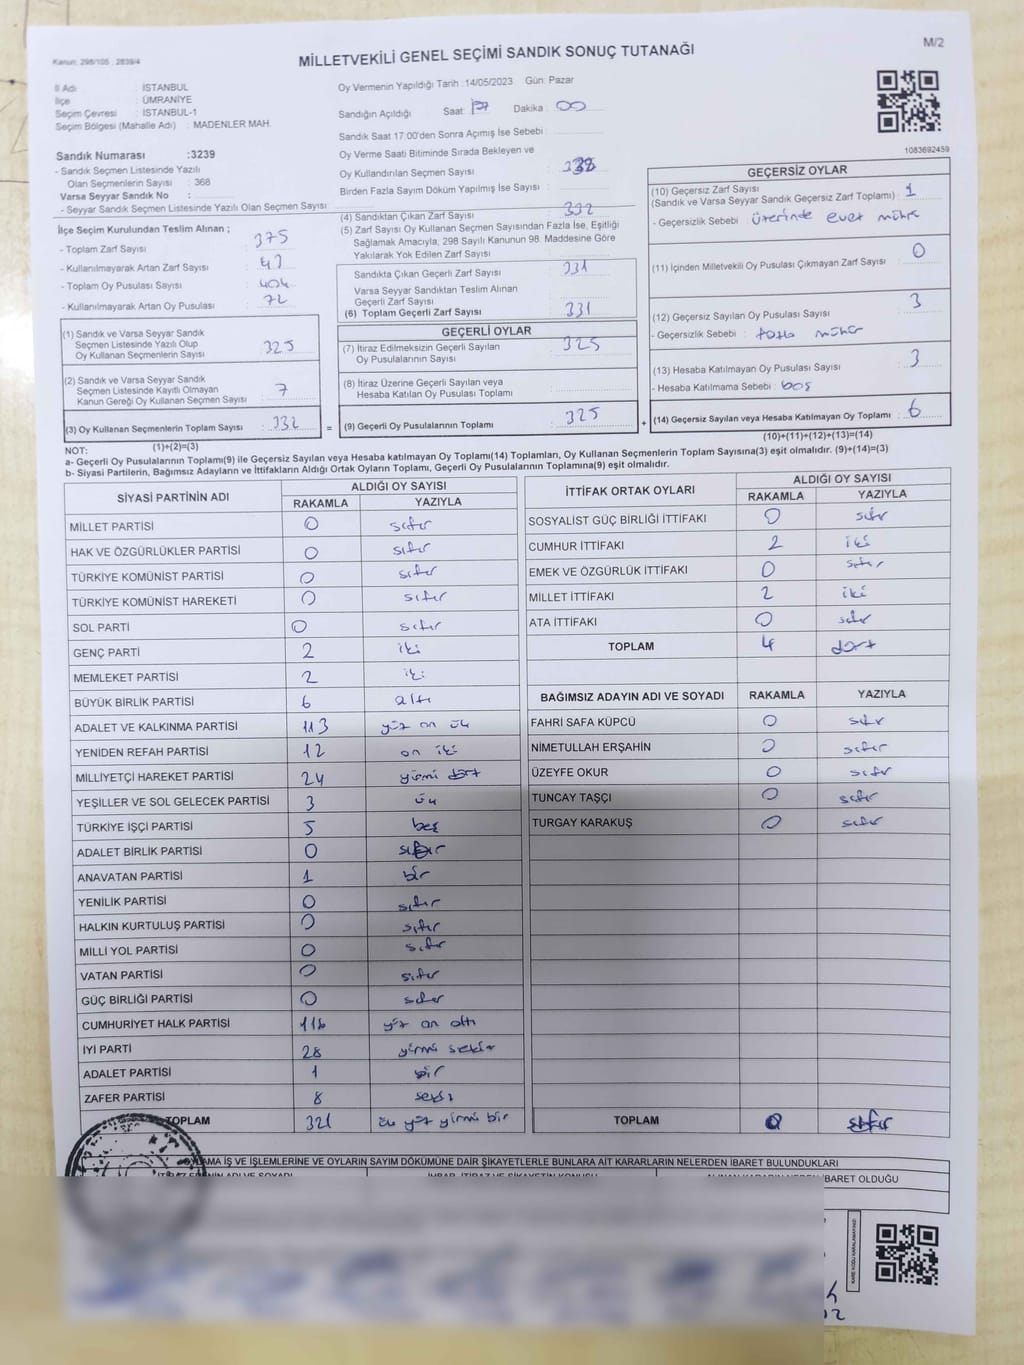 Kanun: 298/105 , 2839/4
MİLLETVEKİLİ GENEL SEÇİMİ SANDIK SONUÇ TUTANAĞI
M/2
İl Adı : İSTANBUL
İlçe : ÜMRANİYE
Seçim Çevresi : İSTANBUL-1
Seçim Bölgesi (Mahalle Adı) : MADENLER MAH.
Oy Vermenin Yapıldığı Tarih :14/05/2023 Gün: Pazar
Sandığın Açıldığı Saat: 17 Dakika : 00
Sandık Saat 17:00'den Sonra Açımış İse Sebebi :
Sandık Numarası :3239
- Sandık Seçmen Listesinde Yazılı
Olan Seçmenlerin Sayısı : 368
Varsa Seyyar Sandık No :
- Seyyar Sandık Seçmen Listesinde Yazılı Olan Seçmen Sayısı:
Oy Verme Saati Bitiminde Sırada Bekleyen ve
Oy Kullandırılan Seçmen Sayısı :
Birden Fazla Sayım Döküm Yapılmış İse Sayısı :
1083692459
İlçe Seçim Kurulundan Teslim Alınan ;
- Toplam Zarf Sayısı : 375
- Kullanılmayarak Artan Zarf Sayısı : 43
- Toplam Oy Pusulası Sayısı : 404
- Kullanılmayarak Artan Oy Pusulası : 72
(4) Sandıktan Çıkan Zarf Sayısı : 332
(5) Zarf Sayısı Oy Kullanan Seçmen Sayısından Fazla İse, Eşitliği
Sağlamak Amacıyla, 298 Sayılı Kanunun 98. Maddesine Göre
Yakılarak Yok Edilen Zarf Sayısı :
Sandıkta Çıkan Geçerli Zarf Sayısı : 331
Varsa Seyyar Sandıktan Teslim Alınan
Geçerli Zarf Sayısı :
(6) Toplam Geçerli Zarf Sayısı : 331
GEÇERSİZ OYLAR
(10) Geçersiz Zarf Sayısı
(Sandık ve Varsa Seyyar Sandık Geçersiz Zarf Toplamı) : 1
- Geçersizlik Sebebi : üzerinde evet mührü
(11) İçinden Milletvekili Oy Pusulası Çıkmayan Zarf Sayısı : 0
(12) Geçersiz Sayılan Oy Pusulası Sayısı : 3
- Geçersizlik Sebebi : fazla mühür
(13) Hesaba Katılmayan Oy Pusulası Sayısı : 3
- Hesaba Katılmama Sebebi : boş
(14) Geçersiz Sayılan veya Hesaba Katılmayan Oy Toplamı : 6
(10)+(11)+(12)+(13)=(14)
(1) Sandık ve Varsa Seyyar Sandık
Seçmen Listesinde Yazılı Olup
Oy Kullanan Seçmenlerin Sayısı : 325
(2) Sandık ve Varsa Seyyar Sandık
Seçmen Listesinde Kayıtlı Olmayan
Kanun Gereği Oy Kullanan Seçmen Sayısı : 7
(3) Oy Kullanan Seçmenlerin Toplam Sayısı : 332
(1)+(2)=(3)
GEÇERLİ OYLAR
(7) İtiraz Edilmeksizin Geçerli Sayılan
Oy Pusulalarının Sayısı : 325
(8) İtiraz Üzerine Geçerli Sayılan veya
Hesaba Katılan Oy Pusulası Toplamı :
(9) Geçerli Oy Pusulalarının Toplamı : 325
NOT:
a- Geçerli Oy Pusulalarının Toplamı(9) ile Geçersiz Sayılan veya Hesaba katılmayan Oy Toplamı(14) Toplamları, Oy Kullanan Seçmenlerin Toplam Sayısına(3) eşit olmalıdır. (9)+(14)=(3)
b- Siyasi Partilerin, Bağımsız Adayların ve İttifakların Aldığı Ortak Oyların Toplamı, Geçerli Oy Pusulalarının Toplamına(9) eşit olmalıdır.
SİYASİ PARTİNİN ADI ALDIĞI OY SAYISI
RAKAMLA YAZIYLA
MİLLET PARTİSİ 0 sıfır
HAK VE ÖZGÜRLÜKLER PARTİSİ 0 sıfır
TÜRKİYE KOMÜNİST PARTİSİ 0 sıfır
TÜRKİYE KOMÜNİST HAREKETİ 0 sıfır
SOL PARTİ 0 sıfır
GENÇ PARTİ 2 iki
MEMLEKET PARTİSİ 2 iki
BÜYÜK BİRLİK PARTİSİ 6 altı
ADALET VE KALKINMA PARTİSİ 113 yüz on üç
YENİDEN REFAH PARTİSİ 12 on iki
MİLLİYETÇİ HAREKET PARTİSİ 24 yirmi dört
YEŞİLLER VE SOL GELECEK PARTİSİ 3 üç
TÜRKİYE İŞÇİ PARTİSİ 5 beş
ADALET BİRLİK PARTİSİ 0 sıfır
ANAVATAN PARTİSİ 1 bir
YENİLİK PARTİSİ 0 sıfır
HALKIN KURTULUŞ PARTİSİ 0 sıfır
MİLLİ YOL PARTİSİ 0 sıfır
VATAN PARTİSİ 0 sıfır
GÜÇ BİRLİĞİ PARTİSİ 0 sıfır
CUMHURİYET HALK PARTİSİ 116 yüz on altı
İYİ PARTİ 28 yirmi sekiz
ADALET PARTİSİ 1 bir
ZAFER PARTİSİ 8 sekiz
TOPLAM 321 üç yüz yirmi bir
İTTİFAK ORTAK OYLARI ALDIĞI OY SAYISI
RAKAMLA YAZIYLA
SOSYALİST GÜÇ BİRLİĞİ İTTİFAKI 0 sıfır
CUMHUR İTTİFAKI 2 iki
EMEK VE ÖZGÜRLÜK İTTİFAKI 0 sıfır
MİLLET İTTİFAKI 2 iki
ATA İTTİFAKI 0 sıfır
TOPLAM 4 dört
BAĞIMSIZ ADAYIN ADI VE SOYADI RAKAMLA YAZIYLA
FAHRİ SAFA KÜPCÜ 0 sıfır
NİMETULLAH ERŞAHİN 0 sıfır
ÜZEYFE OKUR 0 sıfır
TUNCAY TAŞÇI 0 sıfır
TURGAY KARAKUŞ 0 sıfır
TOPLAM 0 sıfır
İŞ VE İŞLEMLERİNE VE OYLARIN SAYIM DÖKÜMÜNE DAİR ŞİKAYETLERLE BUNLARA AİT KARARLARIN NELERDEN İBARET BULUNDUKLARI
İBARET OLDUĞU